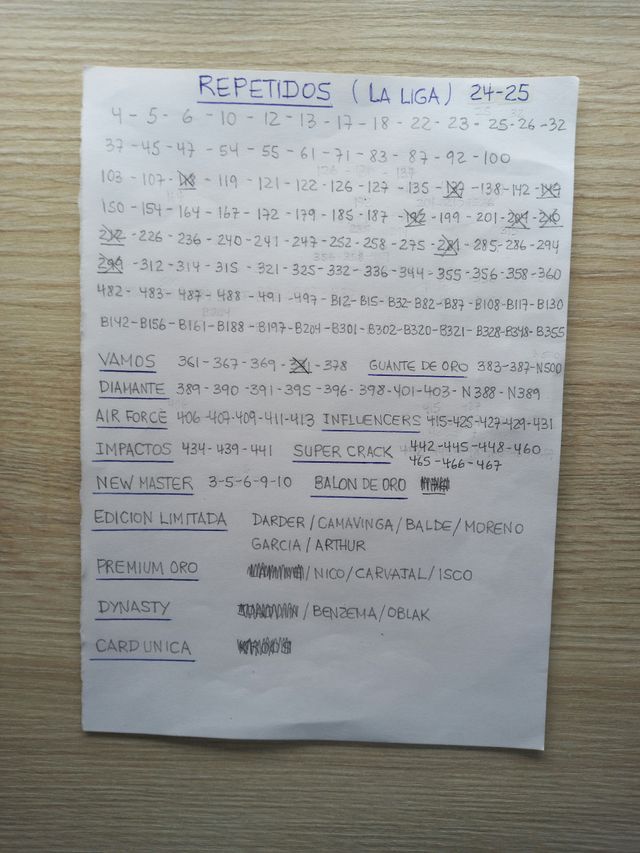 REPETIDOS (LA LIGA) 24-25
4 - 5 - 6 - 10 - 12 - 13 - 17 - 18 - 22 - 23 - 25 - 26 - 32
37 - 45 - 47 - 54 - 55 - 61 - 71 - 83 - 87 - 92 - 100
103 - 107 - - 119 - 121 - 122 - 126 - 127 - 135 - - 138 - 142 -
150 - 154 - 164 - 167 - 172 - 179 - 185 - 187 - 192 - 199 - 201 - -
212 - 226 - 236 - 240 - 241 - 247 - 252 - 258 - 275 - 281 - 285 - 286 - 294
- 312 - 314 - 315 - 321 - 325 - 332 - 336 - 344 - 355 - 356 - 358 - 360
482 - 483 - 487 - 488 - 491 - 497 - B12 - B15 - B32 - B82 - B87 - B108 - B117 - B130
B142 - B156 - B161 - B188 - B197 - B204 - B301 - B302 - B320 - B321 - B328 - B348 - B355
VAMOS 361 - 367 - 369 - - 378 GUANTE DE ORO 383 - 387 - N500
DIAMANTE 389 - 390 - 391 - 395 - 396 - 398 - 401 - 403 - N388 - N389
AIR FORCE 406 - 407 - 409 - 411 - 413 INFLUENCERS 415 - 425 - 427 - 429 - 431
IMPACTOS 434 - 439 - 441 SUPER CRACK 442 - 445 - 448 - 460
465 - 466 - 467
NEW MASTER 3 - 5 - 6 - 9 - 10 BALON DE ORO
EDICION LIMITADA DARDER / CAMAVINGA / BALDE / MORENO
GARCIA / ARTHUR
PREMIUM ORO / NICO / CARVAJAL / ISCO
DYNASTY / BENZEMA / OBLAK
CARD UNICA